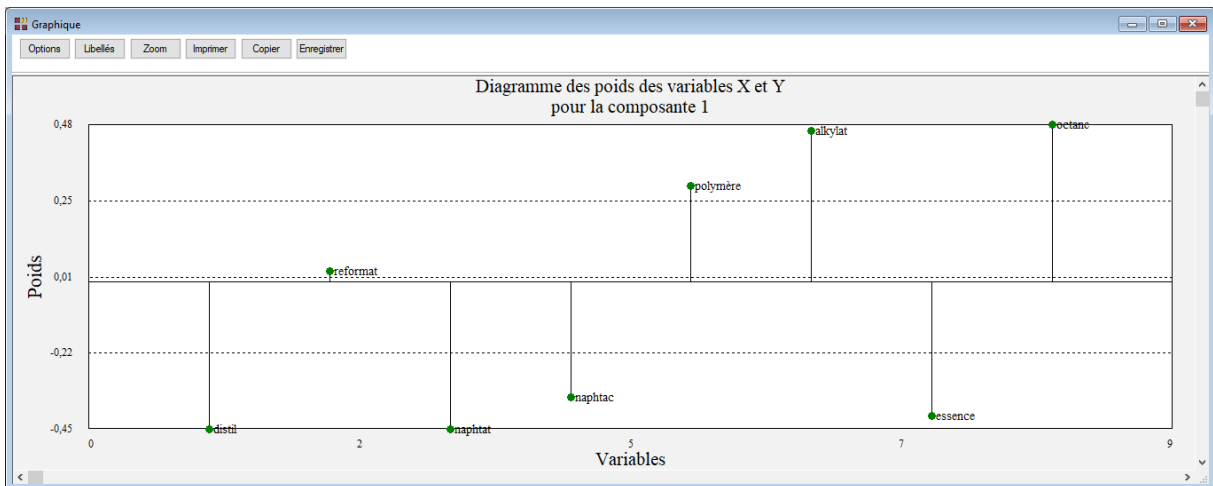 Graphique
Options Libellés Zoom Imprimer Copier Enregistrer
Diagramme des poids des variables X et Y
pour la composante 1
0,48
alkylat
octane
polymère
0,25
reformat
0,01
Poids
-0,22
naphtac
essence
-0,45
distil
naphtat
0 2 5 7 9
Variables